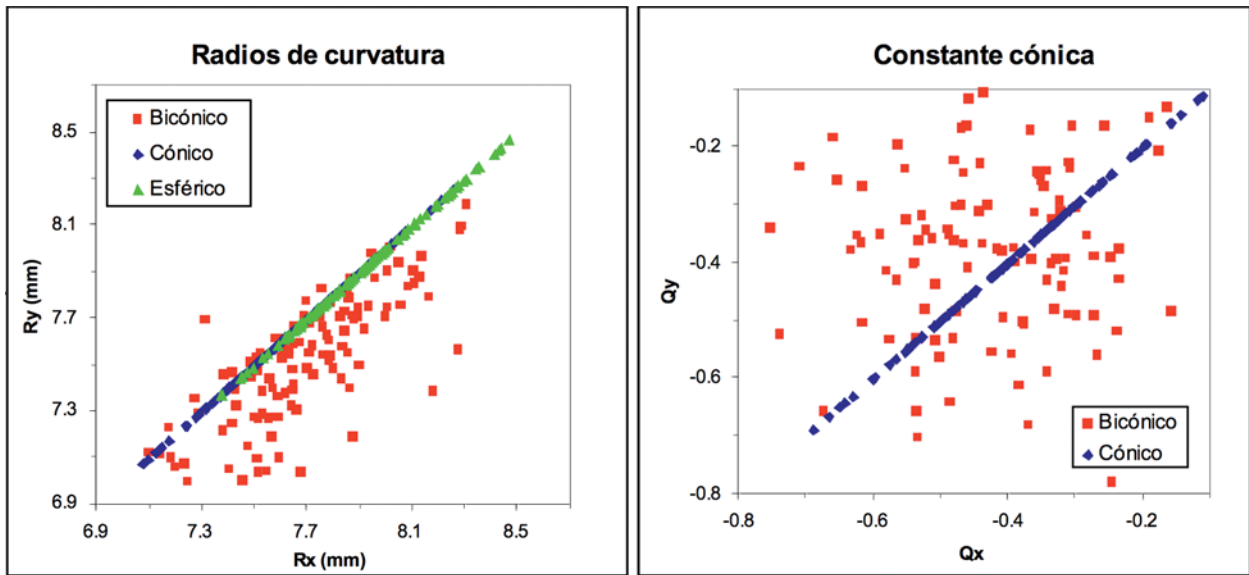 Radios de curvatura
Bicónico
Cónico
Esférico
8.5
8.1
7.7
7.3
6.9
Ry (mm)
6.9 7.3 7.7 8.1 8.5
Rx (mm)
Constante cónica
-0.2
-0.4
-0.6
-0.8
Qy
Bicónico
Cónico
-0.8 -0.6 -0.4 -0.2
Qx